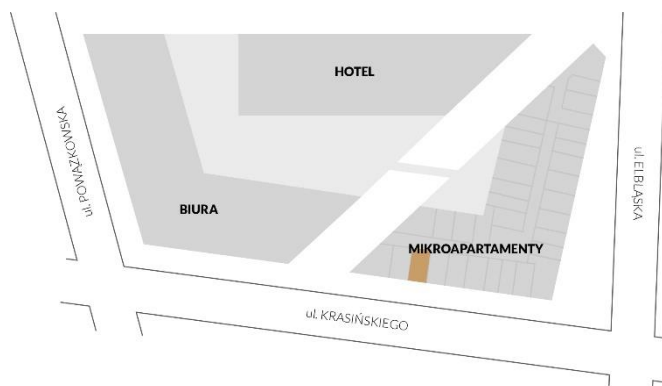 HOTEL
ul. POWĄZKOWSKA
ul. ELBLĄSKA
BIURA
MIKROAPARTAMENTY
ul. KRASIŃSKIEGO